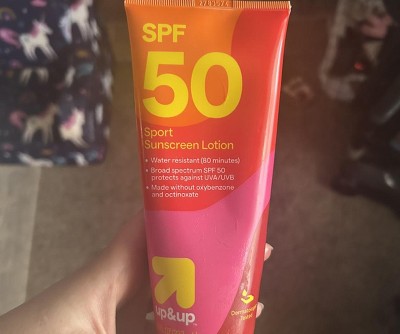 SPF
50
Sport
Sunscreen Lotion
• Water resistant (80 minutes)
• Broad spectrum SPF 50
protects against UVA/UVB
• Made without oxybenzone
and octinoxate
up&up™